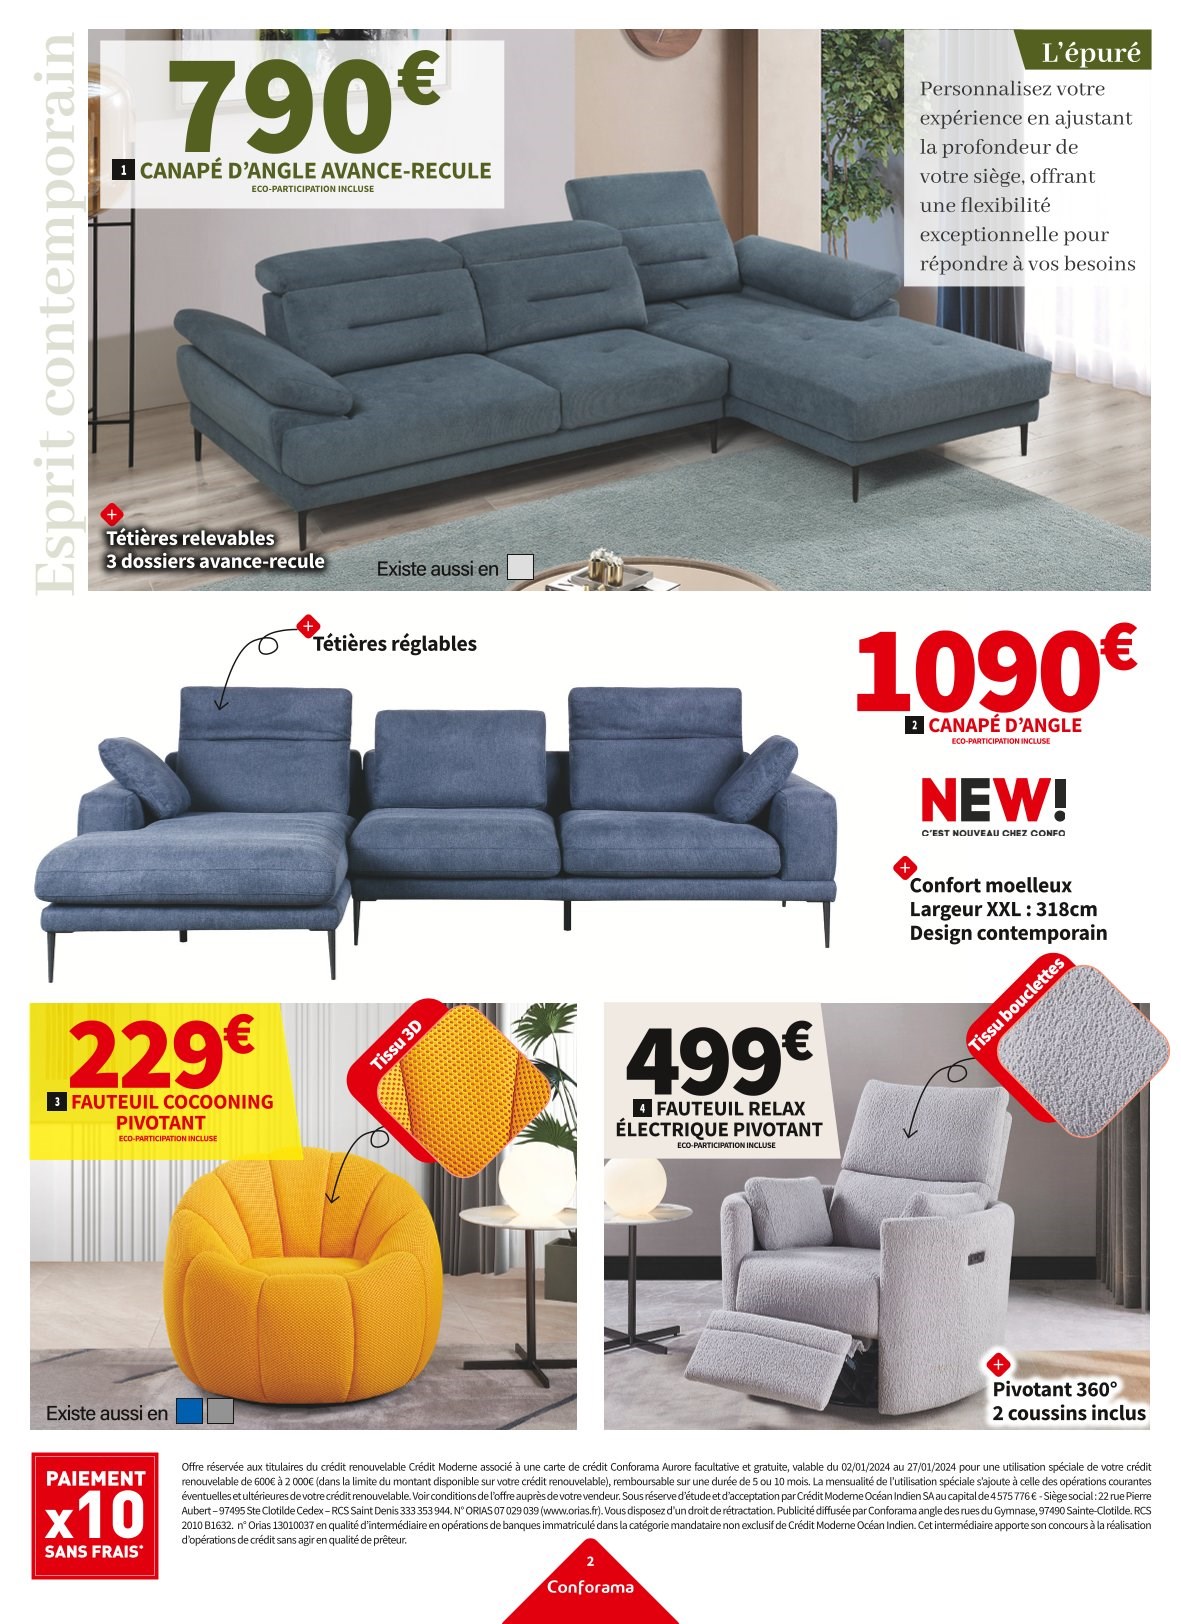 Esprit contemporain
790€
1 CANAPÉ D'ANGLE AVANCE-RECULE
ECO-PARTICIPATION INCLUSE
L'épuré
Personnalisez votre
expérience en ajustant
la profondeur de
votre siège, offrant
une flexibilité
exceptionnelle pour
répondre à vos besoins
+
Têtières relevables
3 dossiers avance-recule
Existe aussi en
+
Tétières réglables
1090€
2 CANAPÉ D'ANGLE
ECO-PARTICIPATION INCLUSE
NEW!
C'EST NOUVEAU CHEZ CONFO
+
Confort moelleux
Largeur XXL : 318cm
Design contemporain
229€
3 FAUTEUIL COCOONING
PIVOTANT
ECO-PARTICIPATION INCLUSE
Tissu 3D
Existe aussi en
499€
4 FAUTEUIL RELAX
ÉLECTRIQUE PIVOTANT
ECO-PARTICIPATION INCLUSE
Tissu bouclettes
+
Pivotant 360°
2 coussins inclus
PAIEMENT
x10
SANS FRAIS*
Offre réservée aux titulaires du crédit renouvelable Crédit Moderne associé à une carte de crédit Conforama Aurore facultative et gratuite, valable du 02/01/2024 au 27/01/2024 pour une utilisation spéciale de votre crédit
renouvelable de 600€ à 2 000€ (dans la limite du montant disponible sur votre crédit renouvelable), remboursable sur une durée de 5 ou 10 mois. La mensualité de l'utilisation spéciale s'ajoute à celle des opérations courantes
éventuelles et ultérieures de votre crédit renouvelable. Voir conditions de l'offre auprès de votre vendeur. Sous réserve d'étude et d'acceptation par Crédit Moderne Océan Indien SA au capital de 4 575 776 € - Siège social : 22 rue Pierre
Aubert – 97495 Ste Clotilde Cedex – RCS Saint Denis 333 353 944. N° ORIAS 07 029 039 (www.orias.fr). Vous disposez d'un droit de rétractation. Publicité diffusée par Conforama angle des rues du Gymnase, 97490 Sainte-Clotilde. RCS
2010 B1632. n° Orias 13010037 en qualité d'intermédiaire en opérations de banques immatriculé dans la catégorie mandataire non exclusif de Crédit Moderne Océan Indien. Cet intermédiaire apporte son concours à la réalisation
d'opérations de crédit sans agir en qualité de prêteur.
2
Conforama